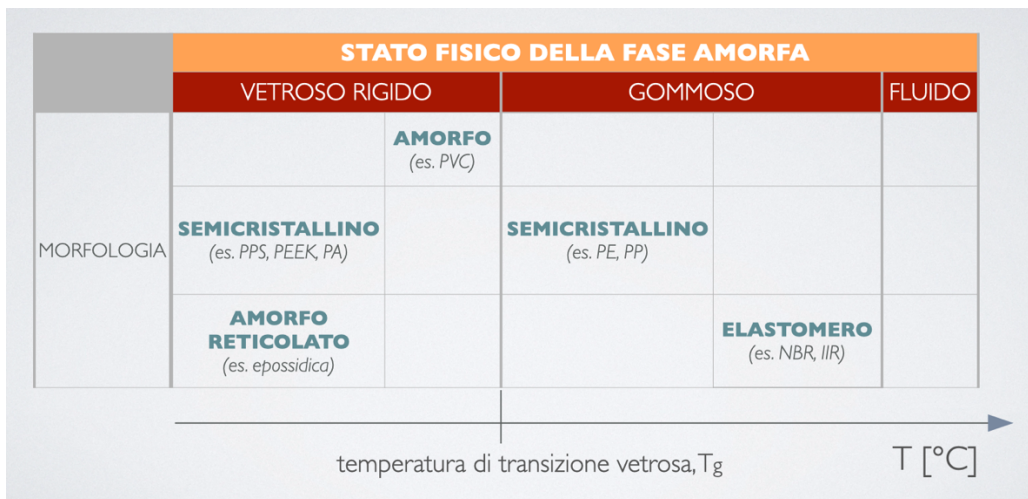 STATO FISICO DELLA FASE AMORFA
VETROSO RIGIDO
GOMMOSO
FLUIDO
MORFOLOGIA
AMORFO
(es. PVC)
SEMICRISTALLINO
(es. PPS, PEEK, PA)
SEMICRISTALLINO
(es. PE, PP)
AMORFO
RETICOLATO
(es. epossidica)
ELASTOMERO
(es. NBR, IIR)
temperatura di transizione vetrosa, Tg
T [°C]